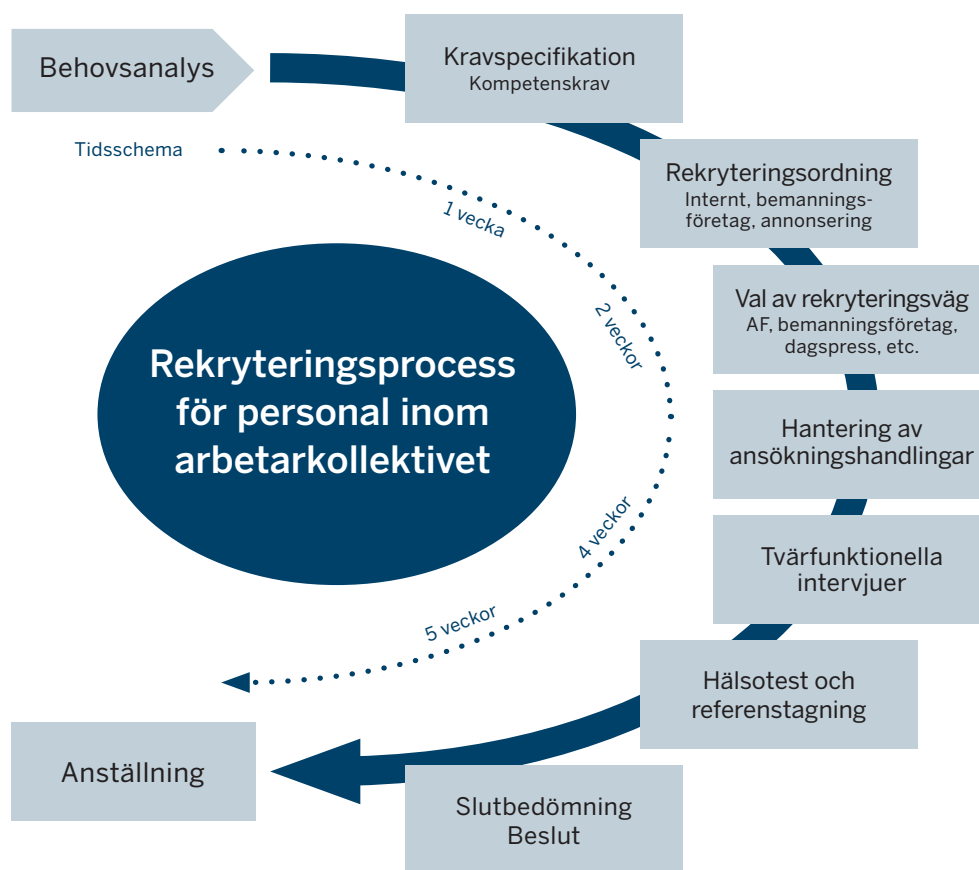 Behovsanalys
Kravspecifikation
Kompetenskrav
Rekryteringsordning
Internt, bemannings-
företag, annonsering
Val av rekryteringsväg
AF, bemanningsföretag,
dagspress, etc.
Hantering av
ansökningshandlingar
Tvärfunktionella
intervjuer
Hälsotest och
referenstagning
Slutbedömning
Beslut
Anställning
Tidsschema
1 vecka
2 veckor
4 veckor
5 veckor
Rekryteringsprocess
för personal inom
arbetarkollektivet